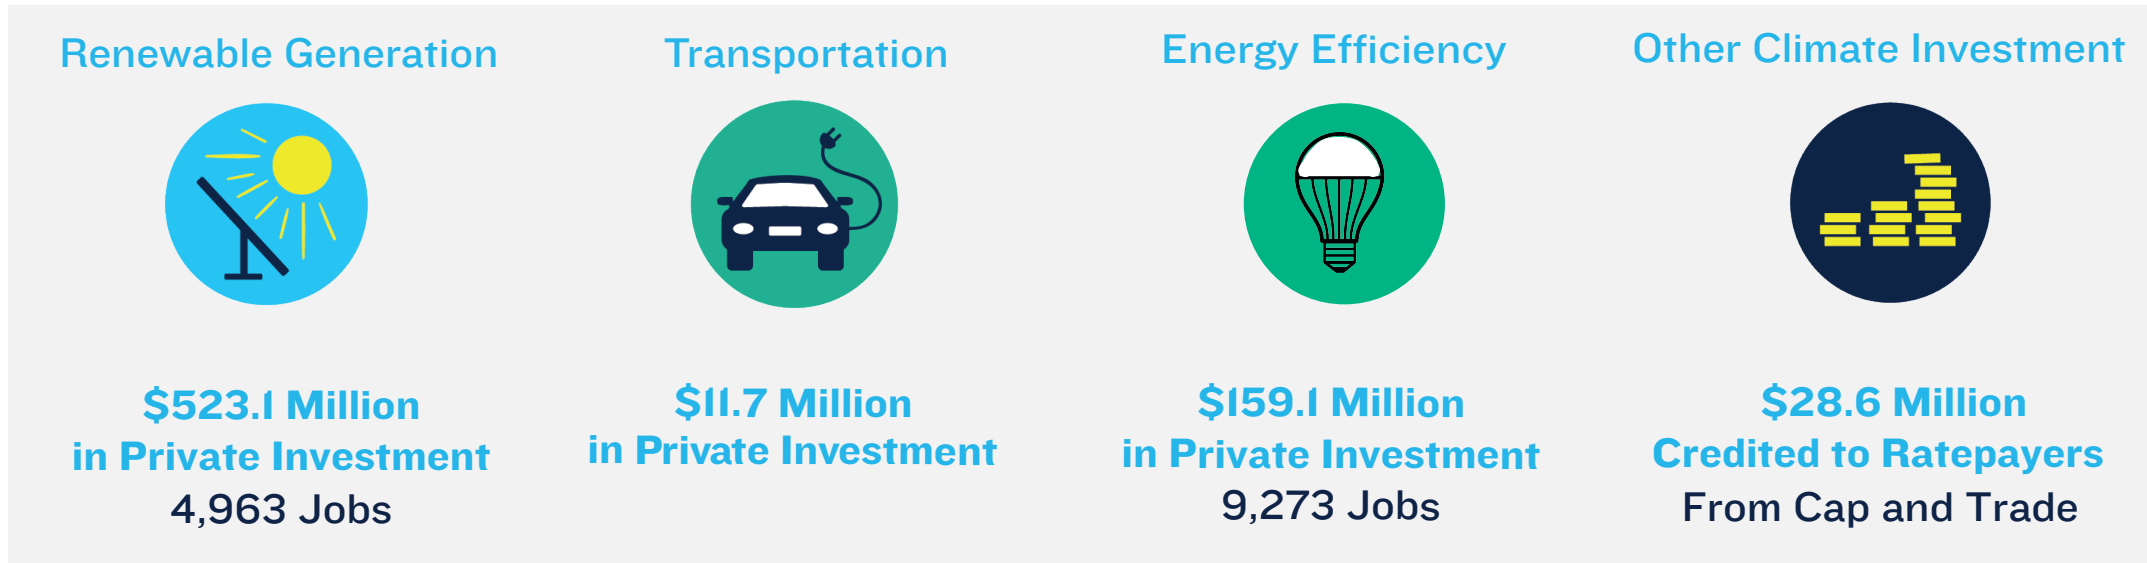 Renewable Generation
$523.1 Million
in Private Investment
4,963 Jobs
Transportation
$11.7 Million
in Private Investment
Energy Efficiency
$159.1 Million
in Private Investment
9,273 Jobs
Other Climate Investment
$28.6 Million
Credited to Ratepayers
From Cap and Trade